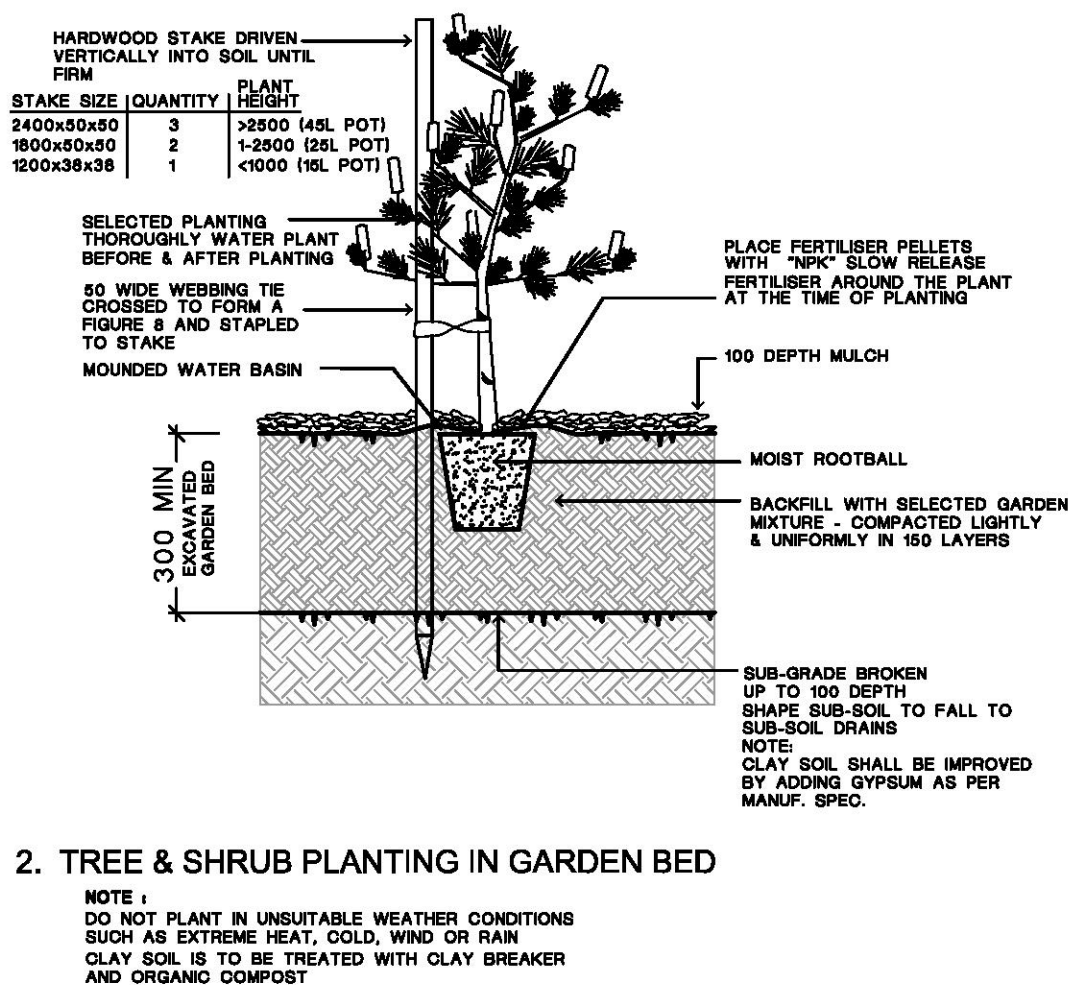 HARDWOOD STAKE DRIVEN
VERTICALLY INTO SOIL UNTIL
FIRM
STAKE SIZE QUANTITY PLANT HEIGHT
2400x50x50 3 >2500 (45L POT)
1800x50x50 2 1-2500 (25L POT)
1200x38x38 1 <1000 (15L POT)
SELECTED PLANTING
THOROUGHLY WATER PLANT
BEFORE & AFTER PLANTING
50 WIDE WEBBING TIE
CROSSED TO FORM A
FIGURE 8 AND STAPLED
TO STAKE
MOUNDED WATER BASIN
PLACE FERTILISER PELLETS
WITH "NPK" SLOW RELEASE
FERTILISER AROUND THE PLANT
AT THE TIME OF PLANTING
100 DEPTH MULCH
MOIST ROOTBALL
BACKFILL WITH SELECTED GARDEN
MIXTURE - COMPACTED LIGHTLY
& UNIFORMLY IN 150 LAYERS
300 MIN
EXCAVATED
GARDEN BED
SUB-GRADE BROKEN
UP TO 100 DEPTH
SHAPE SUB-SOIL TO FALL TO
SUB-SOIL DRAINS
NOTE:
CLAY SOIL SHALL BE IMPROVED
BY ADDING GYPSUM AS PER
MANUF. SPEC.
2. TREE & SHRUB PLANTING IN GARDEN BED
NOTE :
DO NOT PLANT IN UNSUITABLE WEATHER CONDITIONS
SUCH AS EXTREME HEAT, COLD, WIND OR RAIN
CLAY SOIL IS TO BE TREATED WITH CLAY BREAKER
AND ORGANIC COMPOST